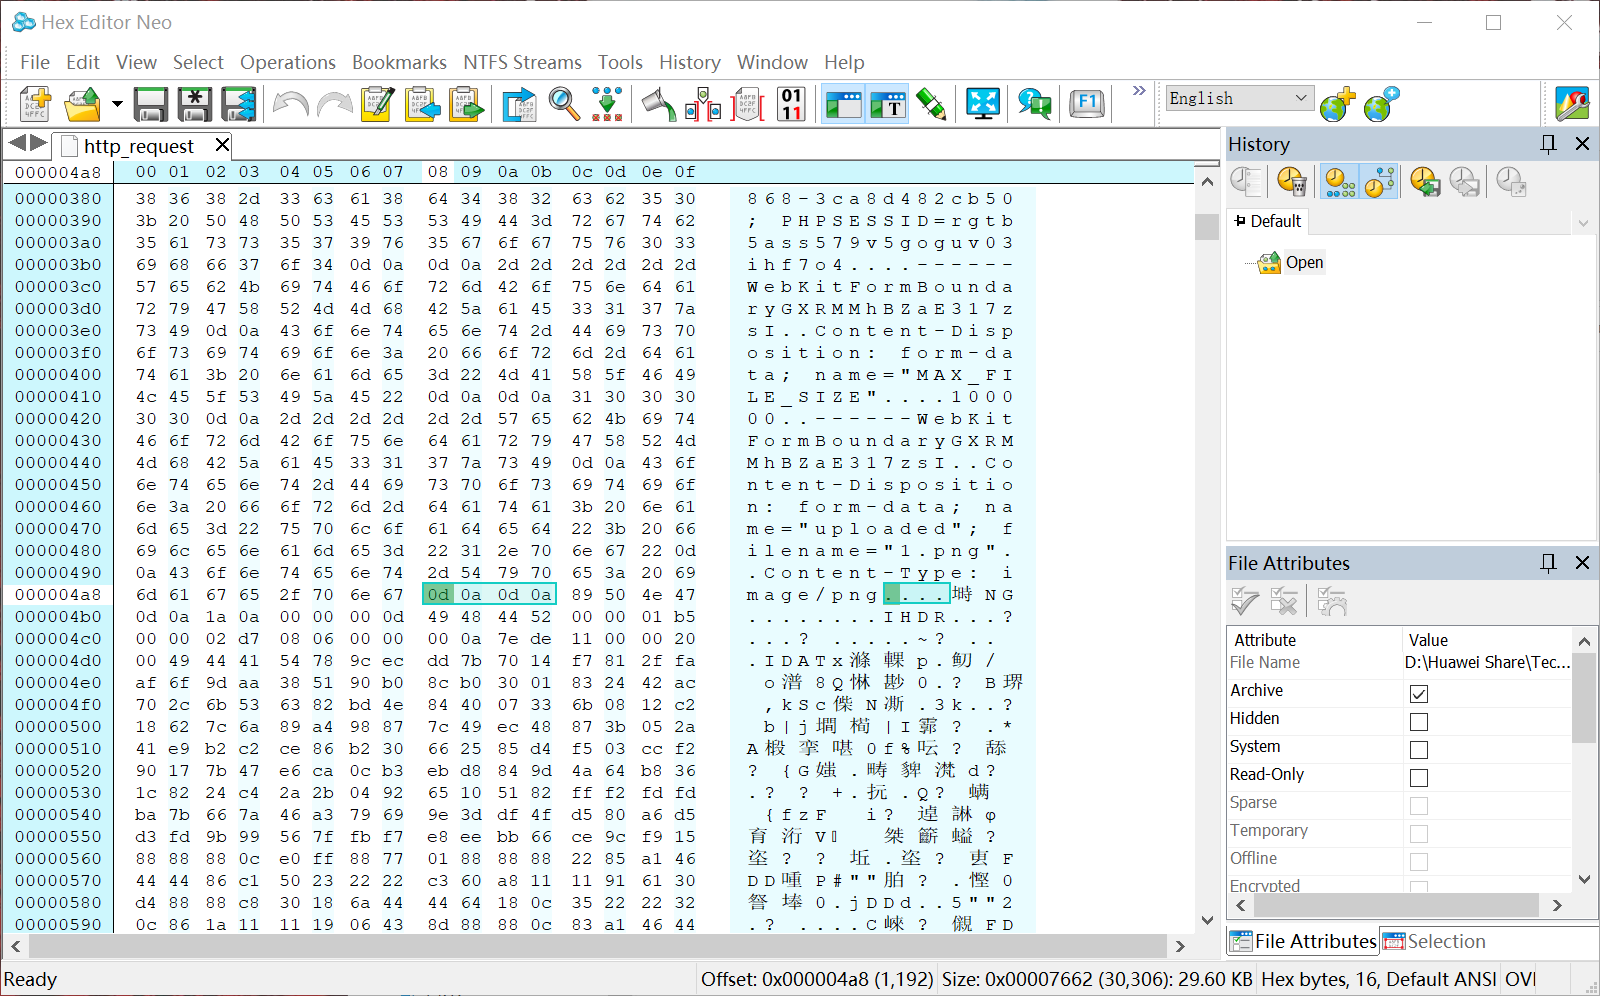 Hex Editor Neo
File Edit View Select Operations Bookmarks NTFS Streams Tools History Window Help
English
http_request
000004a8 00 01 02 03 04 05 06 07 08 09 0a 0b 0c 0d 0e 0f
00000380 38 36 38 2d 33 63 61 38 64 34 38 32 63 62 35 30 868-3ca8d482cb50
00000390 3b 20 50 48 50 53 45 53 53 49 44 3d 72 67 74 62 ; PHPSESSID=rgtb
000003a0 35 61 73 73 35 37 39 76 35 67 6f 67 75 76 30 33 5ass579v5goguv03
000003b0 69 68 66 37 6f 34 0d 0a 0d 0a 2d 2d 2d 2d 2d 2d ihf7o4....------
000003c0 57 65 62 4b 69 74 46 6f 72 6d 42 6f 75 6e 64 61 WebKitFormBounda
000003d0 72 79 47 58 52 4d 4d 68 42 5a 61 45 33 31 37 7a ryGXRMMhBZaE317z
000003e0 73 49 0d 0a 43 6f 6e 74 65 6e 74 2d 44 69 73 70 sI..Content-Disp
000003f0 6f 73 69 74 69 6f 6e 3a 20 66 6f 72 6d 2d 64 61 osition: form-da
00000400 74 61 3b 20 6e 61 6d 65 3d 22 4d 41 58 5f 46 49 ta; name="MAX_FI
00000410 4c 45 5f 53 49 5a 45 22 0d 0a 0d 0a 31 30 30 30 LE_SIZE"....1000
00000420 30 30 0d 0a 2d 2d 2d 2d 2d 2d 57 65 62 4b 69 74 00..------WebKit
00000430 46 6f 72 6d 42 6f 75 6e 64 61 72 79 47 58 52 4d FormBoundaryGXRM
00000440 4d 68 42 5a 61 45 33 31 37 7a 73 49 0d 0a 43 6f MhBZaE317zsI..Co
00000450 6e 74 65 6e 74 2d 44 69 73 70 6f 73 69 74 69 6f ntent-Dispositio
00000460 6e 3a 20 66 6f 72 6d 2d 64 61 74 61 3b 20 6e 61 n: form-data; na
00000470 6d 65 3d 22 75 70 6c 6f 61 64 65 64 22 3b 20 66 me="uploaded"; f
00000480 69 6c 65 6e 61 6d 65 3d 22 31 2e 70 6e 67 22 0d ilename="1.png".
00000490 0a 43 6f 6e 74 65 6e 74 2d 54 79 70 65 3a 20 69 .Content-Type: i
000004a8 6d 61 67 65 2f 70 6e 67 0d 0a 0d 0a 89 50 4e 47 mage/png....塒NG
000004b0 0d 0a 1a 0a 00 00 00 0d 49 48 44 52 00 00 01 b5 ........IHDR...?
000004c0 00 00 02 d7 08 06 00 00 00 0a 7e de 11 00 00 20 ...? .....~? ..
000004d0 00 49 44 41 54 78 9c ec dd 7b 70 14 f7 81 2f fa .IDATx滌 p. /
000004e0 af 6f 9d aa 38 51 90 b0 8c b0 30 01 83 24 42 ac o 8Q 0.? B
000004f0 70 2c 6b 53 63 82 bd 4e 84 40 07 33 6b 08 12 c2 ,kSc N .3k..?
00000500 18 62 7c 6a 89 a4 98 87 7c 49 ec 48 87 3b 05 2a b|j |I ? .*
00000510 41 e9 b2 c2 ce 86 b2 30 66 25 85 d4 f5 03 cc f2 A 0f% ?
00000520 90 17 7b 47 e6 ca 0c b3 eb d8 84 9d 4a 64 b8 36 ? {G . d?
00000530 1c 82 24 c4 2a 2b 04 92 65 10 51 82 ff f2 fd fd .? ? +. .Q? 
00000540 ba 7b 66 7a 46 a3 79 69 9e 3d df 4f d5 80 a6 d5 {fzF i? φ
00000550 d3 fd 9b 99 56 7f fb f7 e8 ee bb 66 ce 9c f9 15 育 V ?
00000560 88 88 88 0c e0 ff 88 77 01 88 88 88 22 85 a1 46 ? ? . ? F
00000570 44 44 86 c1 50 23 22 22 c3 60 a8 11 11 91 61 30 DD P#"" ? . 0
00000580 d4 88 88 c8 30 18 6a 44 44 64 18 0c 35 22 22 32 0.jDDd..5""2
00000590 0c 86 1a 11 11 19 06 43 8d 88 88 0c 83 a1 46 44 .? ....C ? FD
History
Default
Open
File Attributes
Attribute Value
File Name D:\Huawei Share\Tec...
Archive
Hidden
System
Read-Only
Sparse
Temporary
Offline
Encrypted
File Attributes Selection
Ready Offset: 0x000004a8 (1,192) Size: 0x00007662 (30,306): 29.60 KB Hex bytes, 16, Default ANSI OV